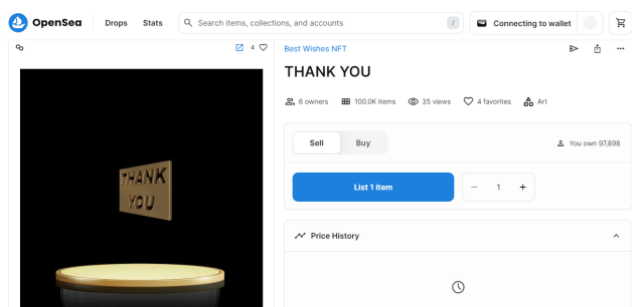 OpenSea
Drops
Stats
Search items, collections, and accounts
/
Connecting to wallet
4
Best Wishes NFT
THANK YOU
6 owners
100.0K items
35 views
4 favorites
Art
Sell
Buy
You own 97,898
List 1 item
1
Price History
THANK
YOU